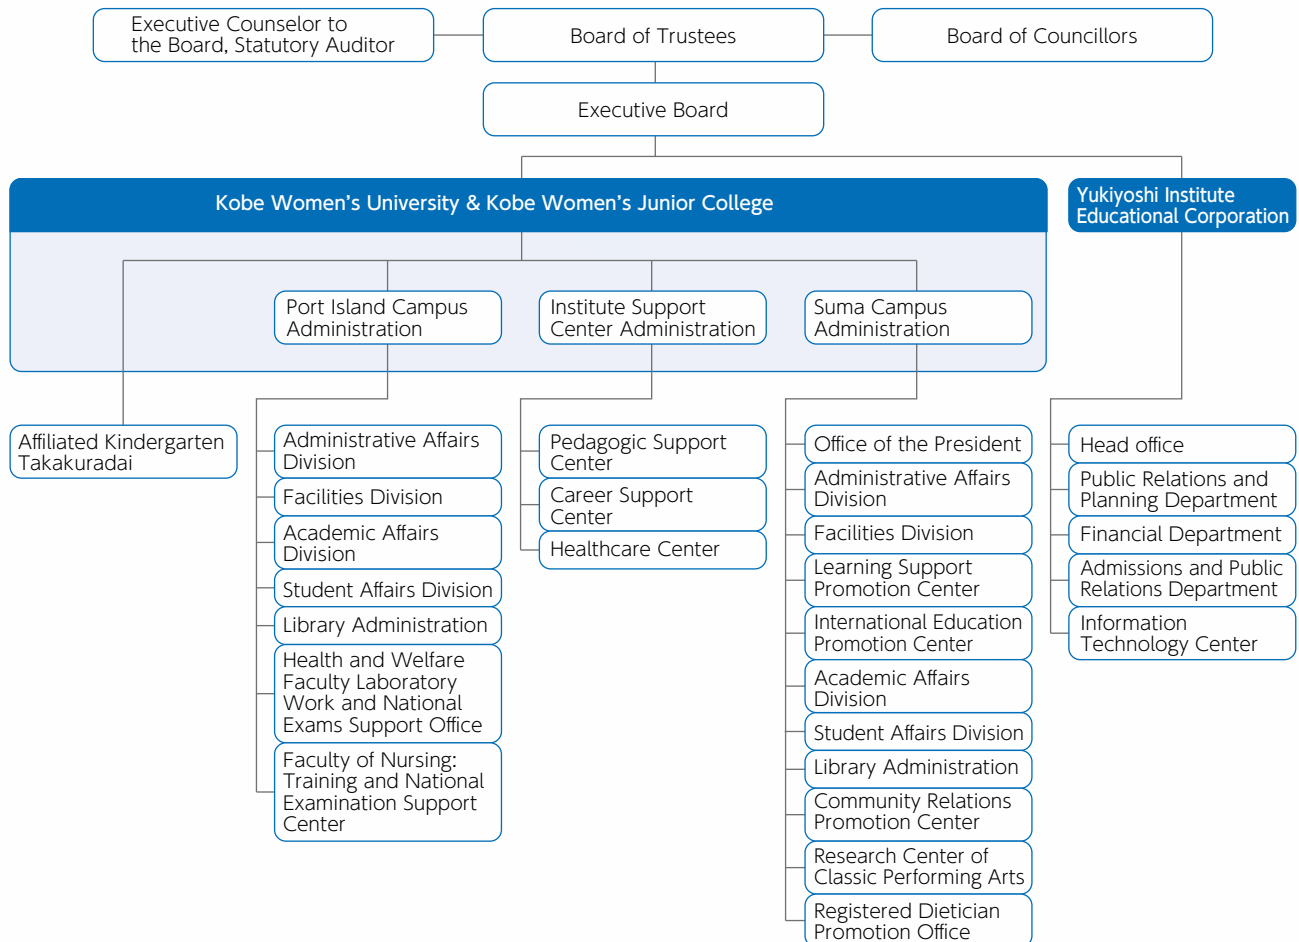 Executive Counselor to
the Board, Statutory Auditor
Board of Trustees
Board of Councillors
Executive Board
Kobe Women's University & Kobe Women's Junior College
Yukiyoshi Institute
Educational Corporation
Port Island Campus
Administration
Institute Support
Center Administration
Suma Campus
Administration
Affiliated Kindergarten
Takakuradai
Administrative Affairs
Division
Facilities Division
Academic Affairs
Division
Student Affairs Division
Library Administration
Health and Welfare
Faculty Laboratory
Work and National
Exams Support Office
Faculty of Nursing:
Training and National
Examination Support
Center
Pedagogic Support
Center
Career Support
Center
Healthcare Center
Office of the President
Administrative Affairs
Division
Facilities Division
Learning Support
Promotion Center
International Education
Promotion Center
Academic Affairs
Division
Student Affairs Division
Library Administration
Community Relations
Promotion Center
Research Center of
Classic Performing Arts
Registered Dietician
Promotion Office
Head office
Public Relations and
Planning Department
Financial Department
Admissions and Public
Relations Department
Information
Technology Center